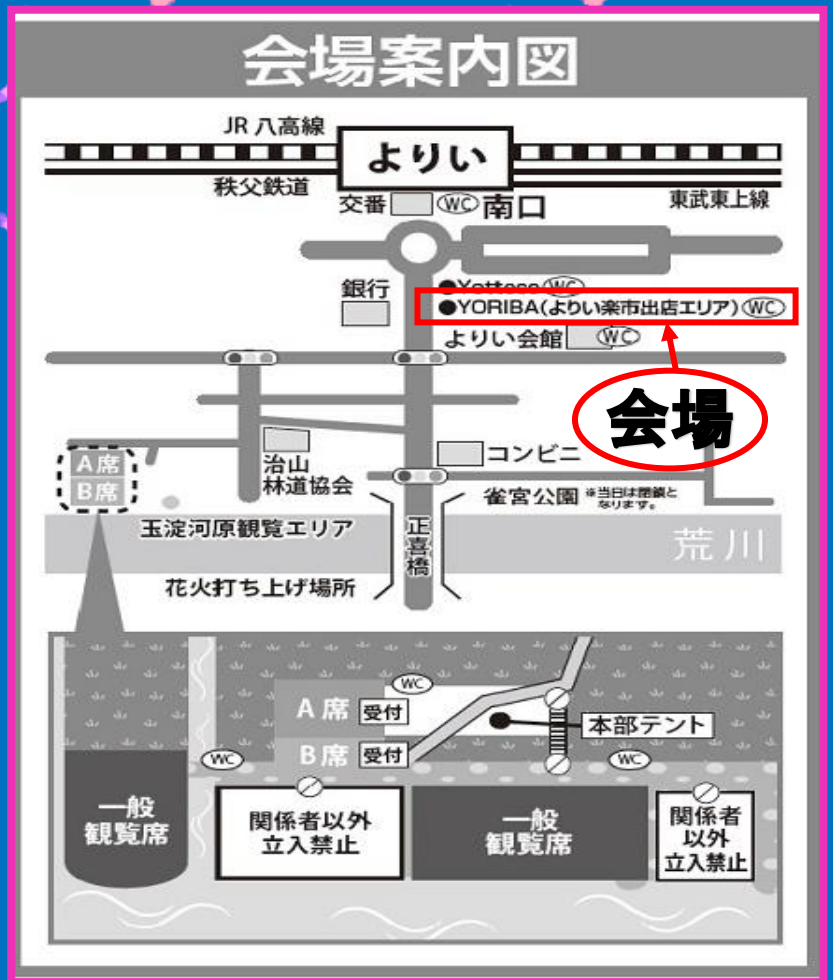 会場案内図
JR 八高線
よりい
秩父鉄道
東武東上線
交番
WC
南口
銀行
●Yotteco WC
●YORIBA(よりい楽市出店エリア) WC
よりい会館
WC
会場
コンビニ
治山
林道協会
A席
B席
雀宮公園 ※当日は閉鎖と
なります。
玉淀河原観覧エリア
正喜橋
荒川
花火打ち上げ場所
WC
A席 受付
本部テント
B席 受付
WC
WC
一般
観覧席
関係者以外
立入禁止
一般
観覧席
関係者
以外
立入禁止